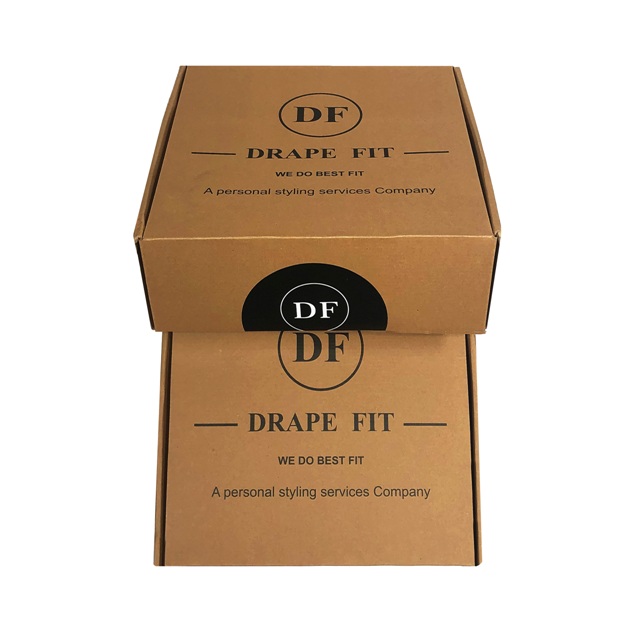 DF
DRAPE FIT
WE DO BEST FIT
A personal styling services Company
DF
DF
DRAPE FIT
WE DO BEST FIT
A personal styling services Company